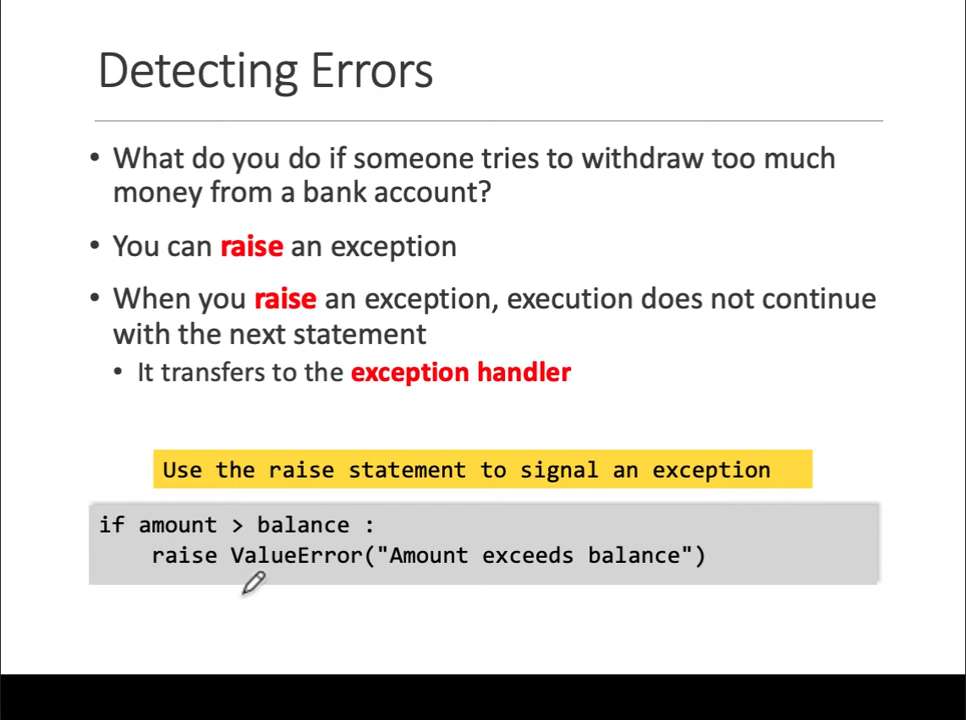 Detecting Errors
• What do you do if someone tries to withdraw too much
money from a bank account?
• You can raise an exception
• When you raise an exception, execution does not continue
with the next statement
• It transfers to the exception handler
Use the raise statement to signal an exception
if amount > balance :
    raise ValueError("Amount exceeds balance")